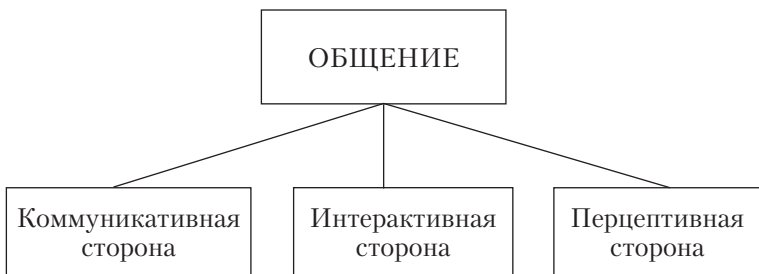 ОБЩЕНИЕ
Коммуникативная
сторона
Интерактивная
сторона
Перцептивная
сторона